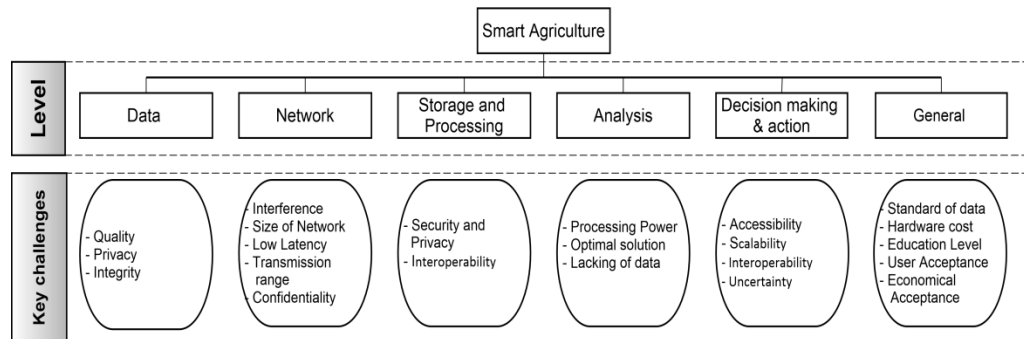 Smart Agriculture
Level
Data
Network
Storage and
Processing
Analysis
Decision making
& action
General
Key challenges
- Quality
- Privacy
- Integrity
- Interference
- Size of Network
- Low Latency
- Transmission
range
- Confidentiality
- Security and
Privacy
- Interoperability
- Processing Power
- Optimal solution
- Lacking of data
- Accessibility
- Scalability
- Interoperability
- Uncertainty
- Standard of data
- Hardware cost
- Education Level
- User Acceptance
- Economical
Acceptance